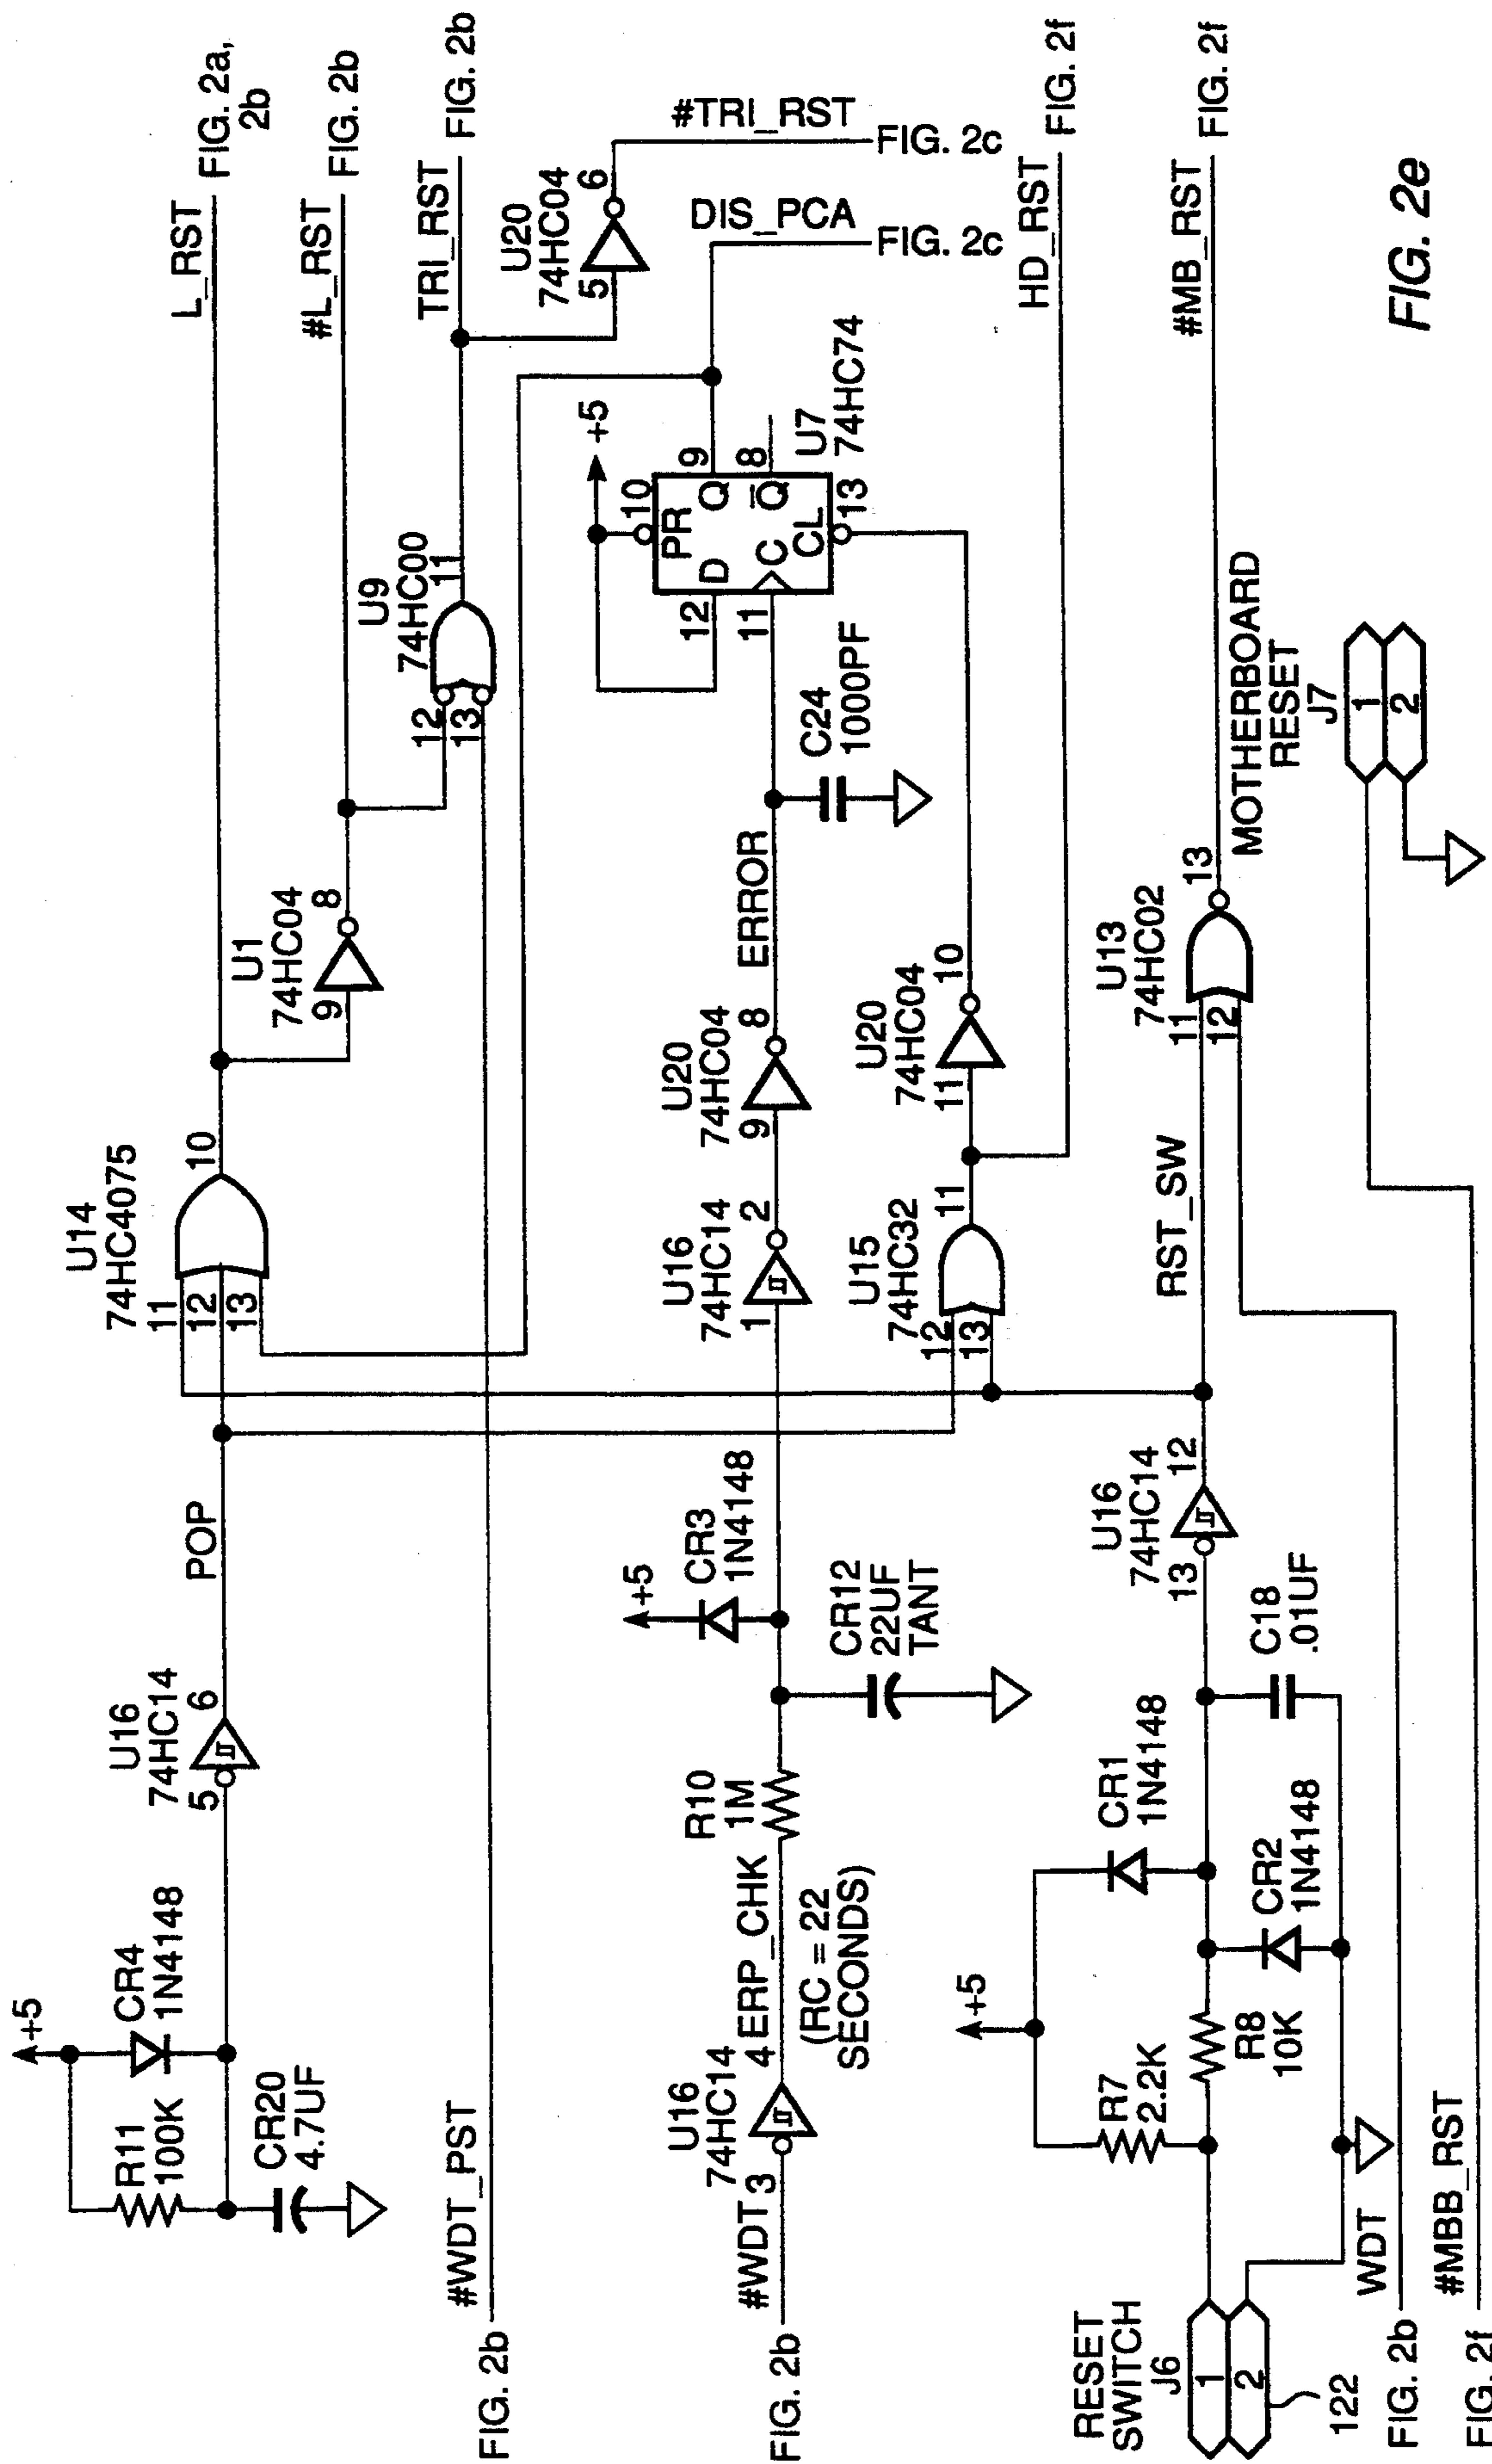 +5
R11
100K
CR4
1N4148
CR20
4.7UF
U16
74HC14
5
6
POP
U14
74HC4075
11
12
13
10
L_RST
FIG. 2a,
2b
U1
74HC04
9
8
#L_RST
FIG. 2b
U9
74HC00
12
13
11
TRI_RST
FIG. 2b
U20
74HC04
5
6
#TRI_RST
FIG. 2c
FIG. 2b
#WDT_PST
FIG. 2b
#WDT
U16
74HC14
3
4
ERP_CHK
(RC = 22
SECONDS)
R10
1M
+5
CR3
1N4148
CR12
22UF
TANT
U16
74HC14
1
2
U20
74HC04
9
8
ERROR
C24
1000PF
+5
PR
10
D
12
C
11
Q
9
Q
8
CL
13
U7
74HC74
DIS_PCA
FIG. 2c
U15
74HC32
12
13
11
U20
74HC04
11
10
HD_RST
FIG. 2f
RESET
SWITCH
J6
1
2
122
+5
R7
2.2K
R8
10K
CR1
1N4148
CR2
1N4148
C18
.01UF
U16
74HC14
13
12
RST_SW
U13
74HC02
11
12
13
#MB_RST
FIG. 2f
MOTHERBOARD
RESET
J7
1
2
FIG. 2b
WDT
FIG. 2f
#MBB_RST
FIG. 2e